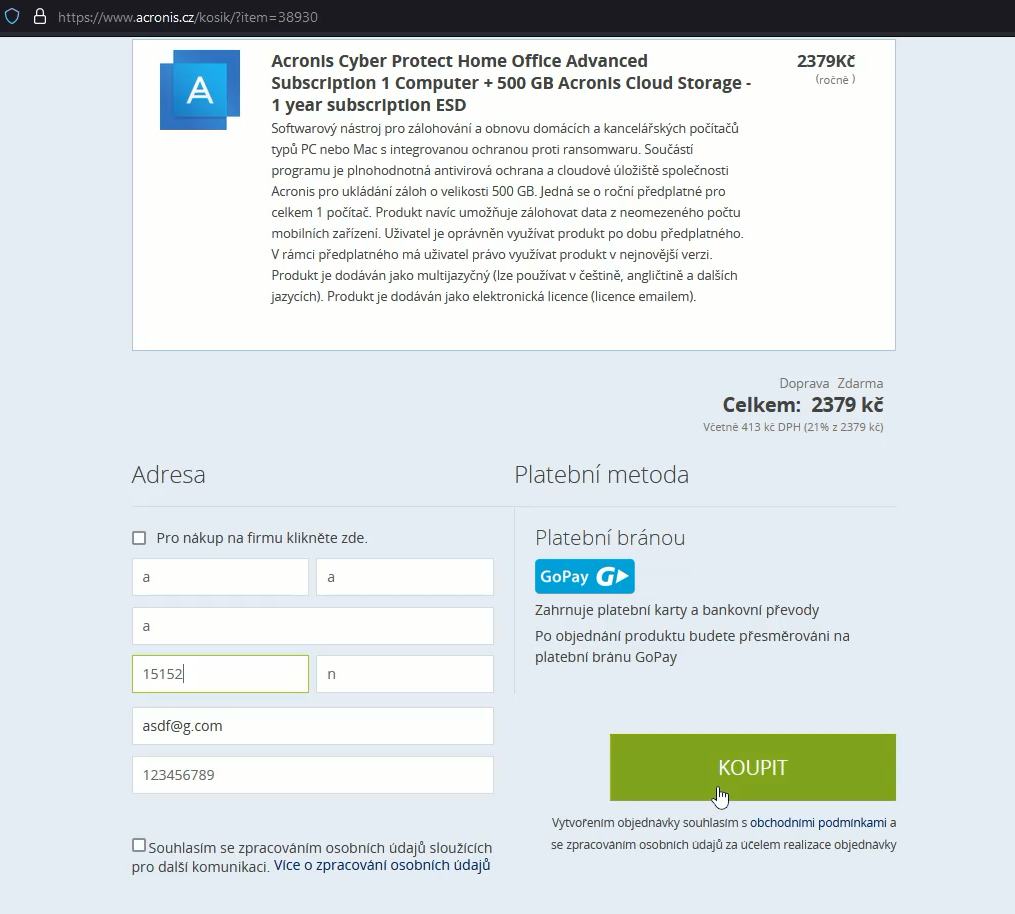 https://www.acronis.cz/kosik/?item=38930
Acronis Cyber Protect Home Office Advanced
Subscription 1 Computer + 500 GB Acronis Cloud Storage -
1 year subscription ESD
2379Kč
(ročně )
Softwarový nástroj pro zálohování a obnovu domácích a kancelářských počítačů
typů PC nebo Mac s integrovanou ochranou proti ransomwaru. Součástí
programu je plnohodnotná antivirová ochrana a cloudové úložiště společnosti
Acronis pro ukládání záloh o velikosti 500 GB. Jedná se o roční předplatné pro
celkem 1 počítač. Produkt navíc umožňuje zálohovat data z neomezeného počtu
mobilních zařízení. Uživatel je oprávněn využívat produkt po dobu předplatného.
V rámci předplatného má uživatel právo využívat produkt v nejnovější verzi.
Produkt je dodáván jako multijazyčný (lze používat v češtině, angličtině a dalších
jazycích). Produkt je dodáván jako elektronická licence (licence emailem).
A
Doprava Zdarma
Celkem: 2379 kč
Včetně 413 kč DPH (21% z 2379 kč)
Adresa
Pro nákup na firmu klikněte zde.
a
a
a
15152
n
asdf@g.com
123456789
Souhlasím se zpracováním osobních údajů sloužících
pro další komunikaci. Více o zpracování osobních údajů
Platební metoda
Platební bránou
GoPay G
Zahrnuje platební karty a bankovní převody
Po objednání produktu budete přesměrováni na
platební bránu GoPay
KOUPIT
Vytvořením objednávky souhlasím s obchodními podmínkami a
se zpracováním osobních údajů za účelem realizace objednávky